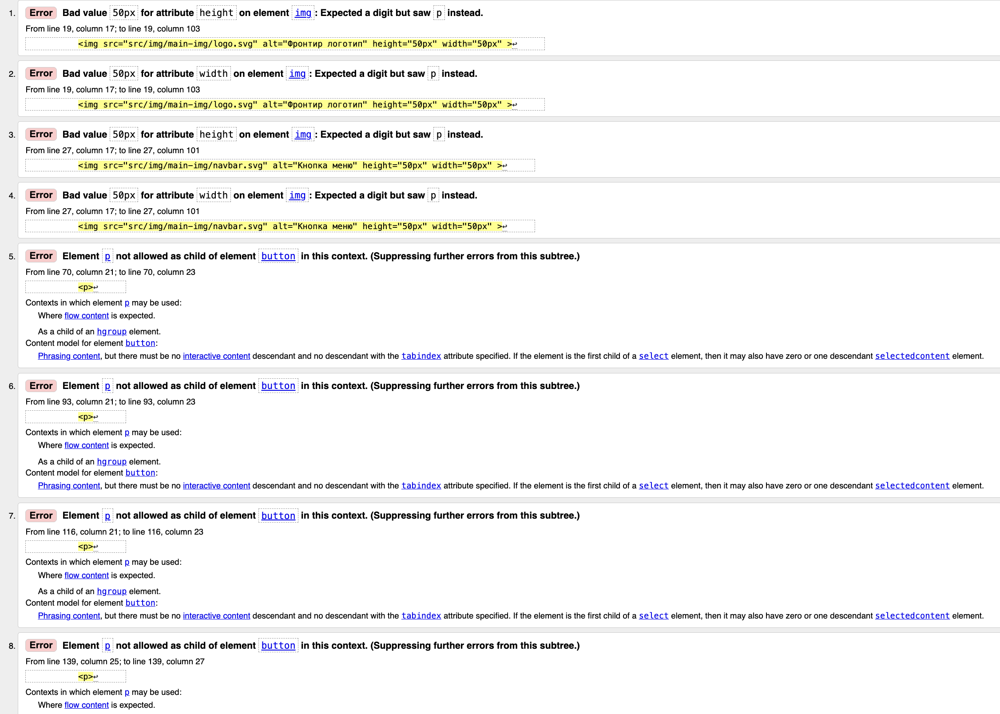 1. Error Bad value 50px for attribute height on element img: Expected a digit but saw p instead.
From line 19, column 17; to line 19, column 103
<img src="src/img/main-img/logo.svg" alt="Фронтир логотип" height="50px" width="50px" >↩
2. Error Bad value 50px for attribute width on element img: Expected a digit but saw p instead.
From line 19, column 17; to line 19, column 103
<img src="src/img/main-img/logo.svg" alt="Фронтир логотип" height="50px" width="50px" >↩
3. Error Bad value 50px for attribute height on element img: Expected a digit but saw p instead.
From line 27, column 17; to line 27, column 101
<img src="src/img/main-img/navbar.svg" alt="Кнопка меню" height="50px" width="50px" >↩
4. Error Bad value 50px for attribute width on element img: Expected a digit but saw p instead.
From line 27, column 17; to line 27, column 101
<img src="src/img/main-img/navbar.svg" alt="Кнопка меню" height="50px" width="50px" >↩
5. Error Element p not allowed as child of element button in this context. (Suppressing further errors from this subtree.)
From line 70, column 21; to line 70, column 23
<p>↩
Contexts in which element p may be used:
Where flow content is expected.
As a child of an hgroup element.
Content model for element button:
Phrasing content, but there must be no interactive content descendant and no descendant with the tabindex attribute specified. If the element is the first child of a select element, then it may also have zero or one descendant selectedcontent element.
6. Error Element p not allowed as child of element button in this context. (Suppressing further errors from this subtree.)
From line 93, column 21; to line 93, column 23
<p>↩
Contexts in which element p may be used:
Where flow content is expected.
As a child of an hgroup element.
Content model for element button:
Phrasing content, but there must be no interactive content descendant and no descendant with the tabindex attribute specified. If the element is the first child of a select element, then it may also have zero or one descendant selectedcontent element.
7. Error Element p not allowed as child of element button in this context. (Suppressing further errors from this subtree.)
From line 116, column 21; to line 116, column 23
<p>↩
Contexts in which element p may be used:
Where flow content is expected.
As a child of an hgroup element.
Content model for element button:
Phrasing content, but there must be no interactive content descendant and no descendant with the tabindex attribute specified. If the element is the first child of a select element, then it may also have zero or one descendant selectedcontent element.
8. Error Element p not allowed as child of element button in this context. (Suppressing further errors from this subtree.)
From line 139, column 25; to line 139, column 27
<p>↩
Contexts in which element p may be used:
Where flow content is expected.